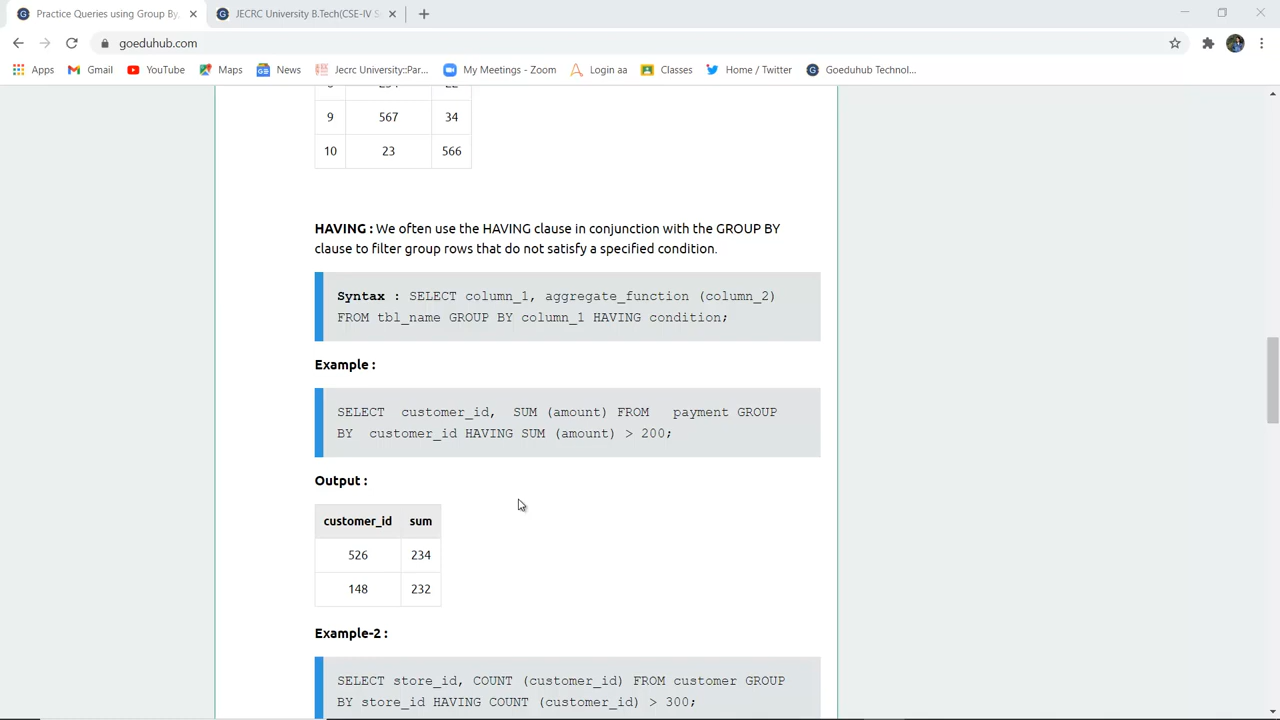 Practice Queries using Group By,
JECRC University B.Tech(CSE-IV S
goeduhub.com
Apps Gmail YouTube Maps News Jecrc University::Par... My Meetings - Zoom Login aa Classes Home / Twitter Goeduhub Technol...
9 567 34
10 23 566
HAVING : We often use the HAVING clause in conjunction with the GROUP BY
clause to filter group rows that do not satisfy a specified condition.
Syntax : SELECT column_1, aggregate_function (column_2)
FROM tbl_name GROUP BY column_1 HAVING condition;
Example :
SELECT customer_id, SUM (amount) FROM payment GROUP
BY customer_id HAVING SUM (amount) > 200;
Output :
customer_id sum
526 234
148 232
Example-2 :
SELECT store_id, COUNT (customer_id) FROM customer GROUP
BY store_id HAVING COUNT (customer_id) > 300;